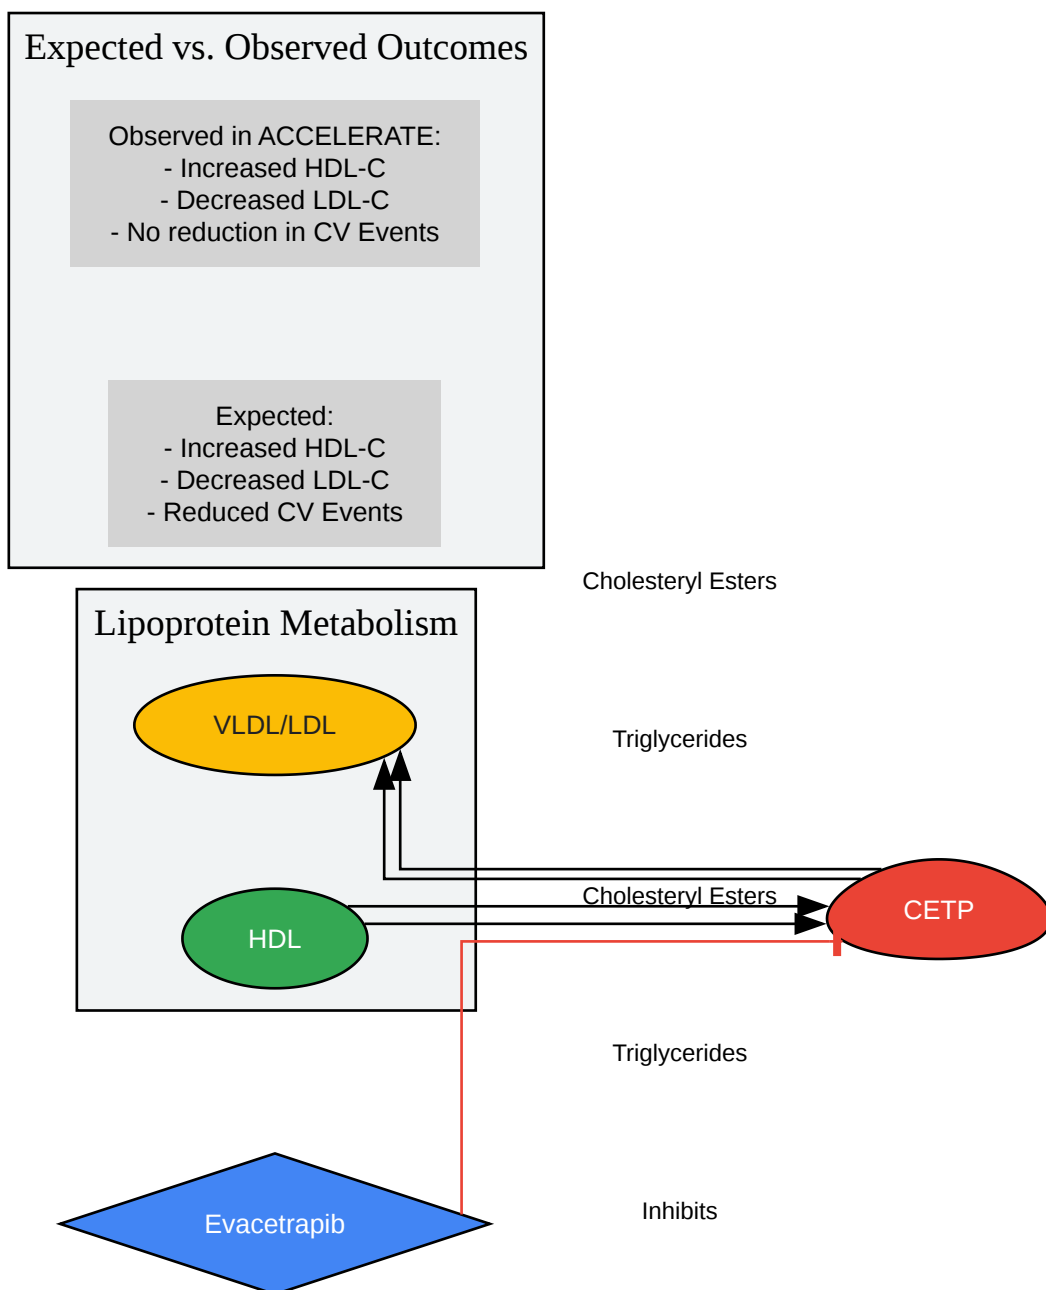 Expected vs. Observed Outcomes
Observed in ACCELERATE:
- Increased HDL-C
- Decreased LDL-C
- No reduction in CV Events
Expected:
- Increased HDL-C
- Decreased LDL-C
- Reduced CV Events
Cholesteryl Esters
Lipoprotein Metabolism
VLDL/LDL
Triglycerides
Cholesteryl Esters
CETP
HDL
Triglycerides
Inhibits
Evacetrapib